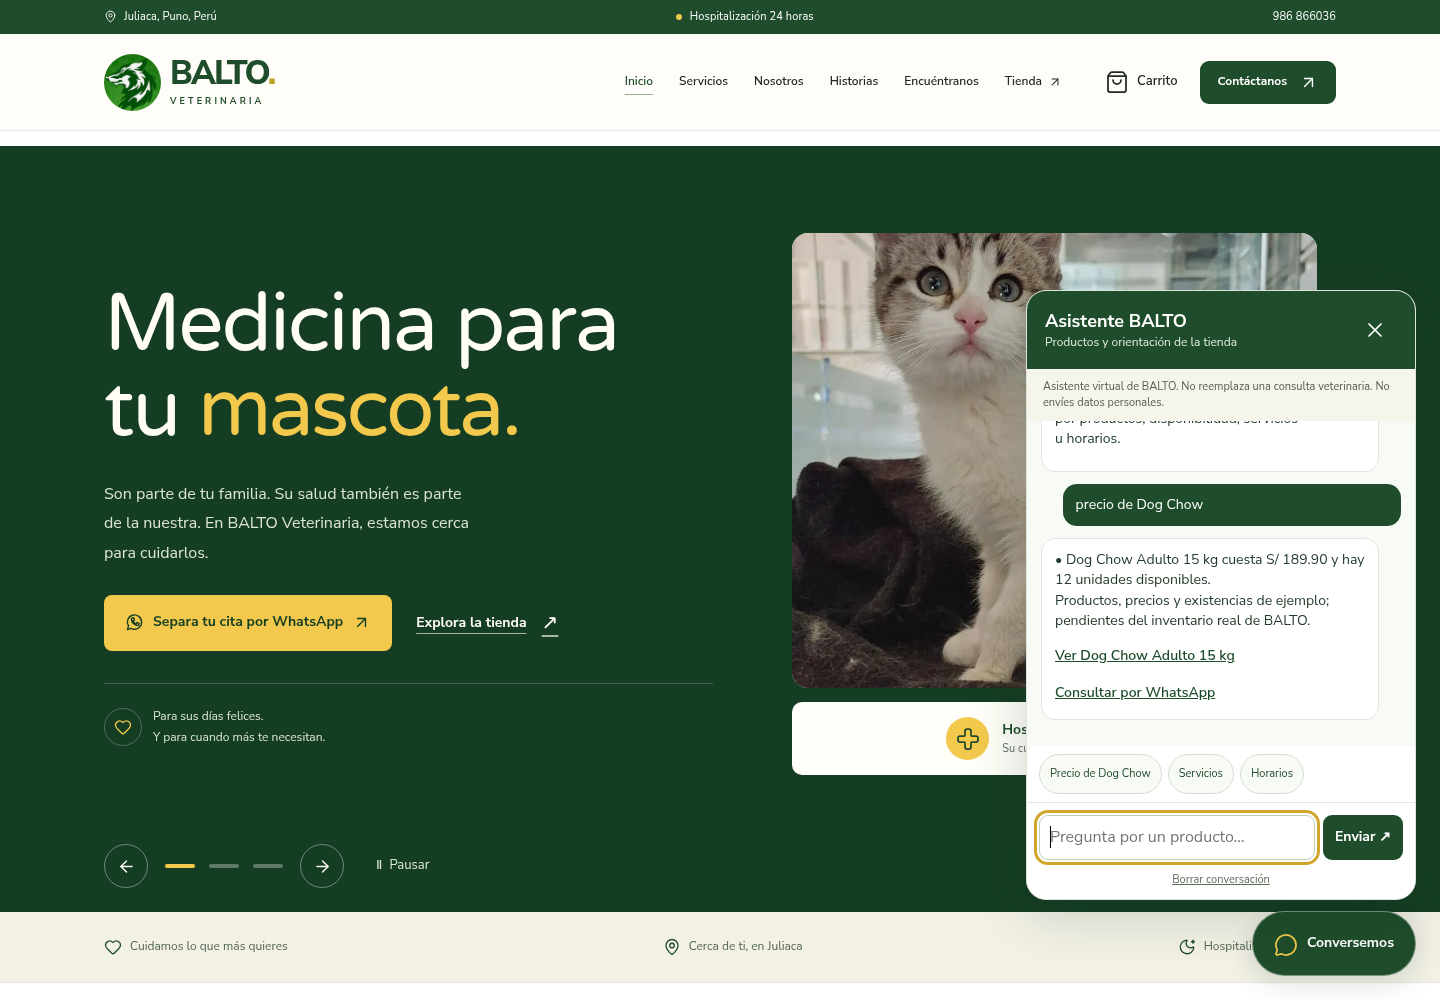 Juliaca, Puno, Perú
Hospitalización 24 horas
986 866036
BALTO.
VETERINARIA
Inicio
Servicios
Nosotros
Historias
Encuéntranos
Tienda
Carrito
Contáctanos
Medicina para
tu mascota.
Son parte de tu familia. Su salud también es parte
de la nuestra. En BALTO Veterinaria, estamos cerca
para cuidarlos.
Separa tu cita por WhatsApp
Explora la tienda ↗
Para sus días felices.
Y para cuando más te necesitan.
Pausar
Asistente BALTO
Productos y orientación de la tienda
Asistente virtual de BALTO. No reemplaza una consulta veterinaria. No
envíes datos personales.
por productos, disponibilidad, servicios
u horarios.
precio de Dog Chow
• Dog Chow Adulto 15 kg cuesta S/ 189.90 y hay
12 unidades disponibles.
Productos, precios y existencias de ejemplo;
pendientes del inventario real de BALTO.
Ver Dog Chow Adulto 15 kg
Consultar por WhatsApp
Precio de Dog Chow
Servicios
Horarios
Pregunta por un producto...
Enviar ↗
Borrar conversación
Cuidamos lo que más quieres
Cerca de ti, en Juliaca
Conversemos